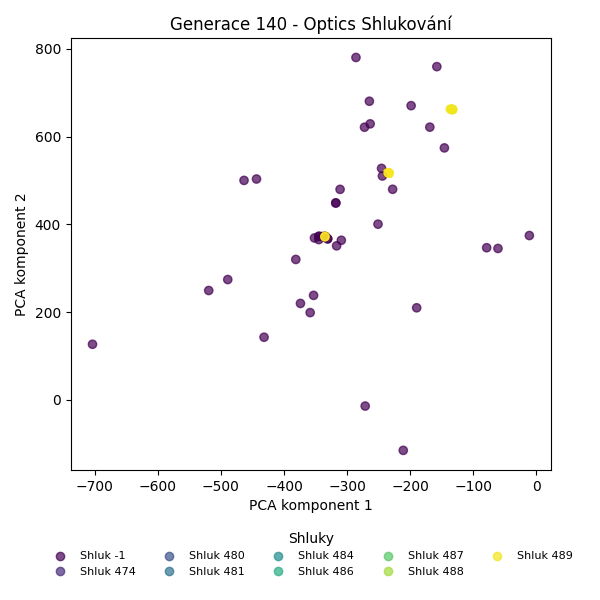 Generace 140 - Optics Shlukování
PCA komponent 2
800
600
400
200
0
−700 −600 −500 −400 −300 −200 −100 0
PCA komponent 1
Shluky
Shluk -1 Shluk 480 Shluk 484 Shluk 487 Shluk 489
Shluk 474 Shluk 481 Shluk 486 Shluk 488